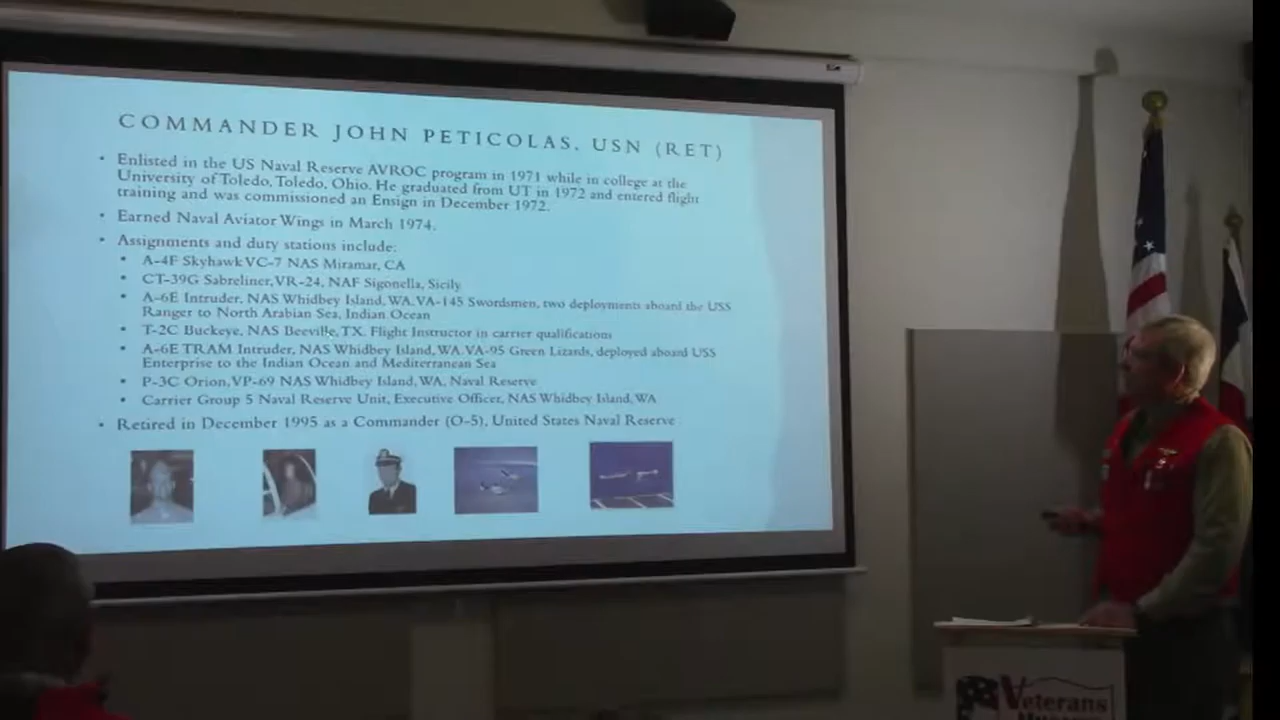 COMMANDER JOHN PETICOLAS, USN (RET)
• Enlisted in the US Naval Reserve AVROC program in 1971 while in college at the
University of Toledo, Toledo, Ohio. He graduated from UT in 1972 and entered flight
training and was commissioned an Ensign in December 1972.
• Earned Naval Aviator Wings in March 1974.
• Assignments and duty stations include:
• A-4F Skyhawk VC-7 NAS Miramar, CA
• CT-39G Sabreliner, VR-24, NAF Sigonella, Sicily
• A-6E Intruder, NAS Whidbey Island, WA. VA-145 Swordsmen, two deployments aboard the USS
Ranger to North Arabian Sea, Indian Ocean
• T-2C Buckeye, NAS Beeville, TX. Flight Instructor in carrier qualifications
• A-6E TRAM Intruder, NAS Whidbey Island, WA. VA-95 Green Lizards, deployed aboard USS
Enterprise to the Indian Ocean and Mediterranean Sea
• P-3C Orion, VP-69 NAS Whidbey Island, WA, Naval Reserve
• Carrier Group 5 Naval Reserve Unit, Executive Officer, NAS Whidbey Island, WA
• Retired in December 1995 as a Commander (O-5), United States Naval Reserve
Veterans